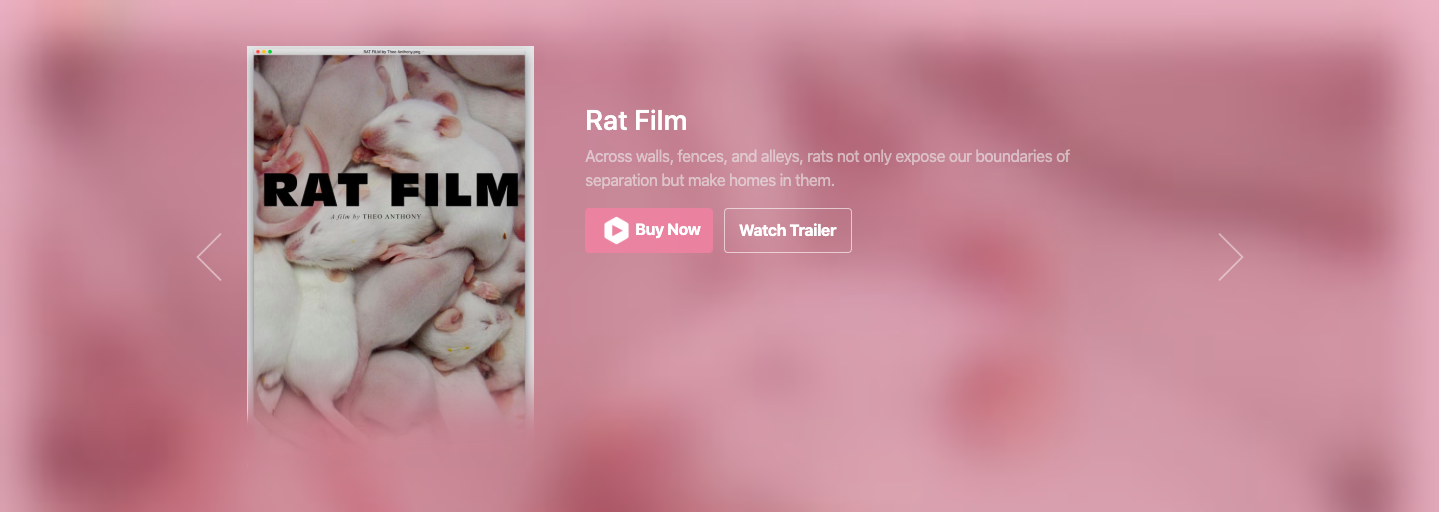 RAT FILM by Theo Anthony.png
RAT FILM
A film by THEO ANTHONY
Rat Film
Across walls, fences, and alleys, rats not only expose our boundaries of
separation but make homes in them.
Buy Now
Watch Trailer